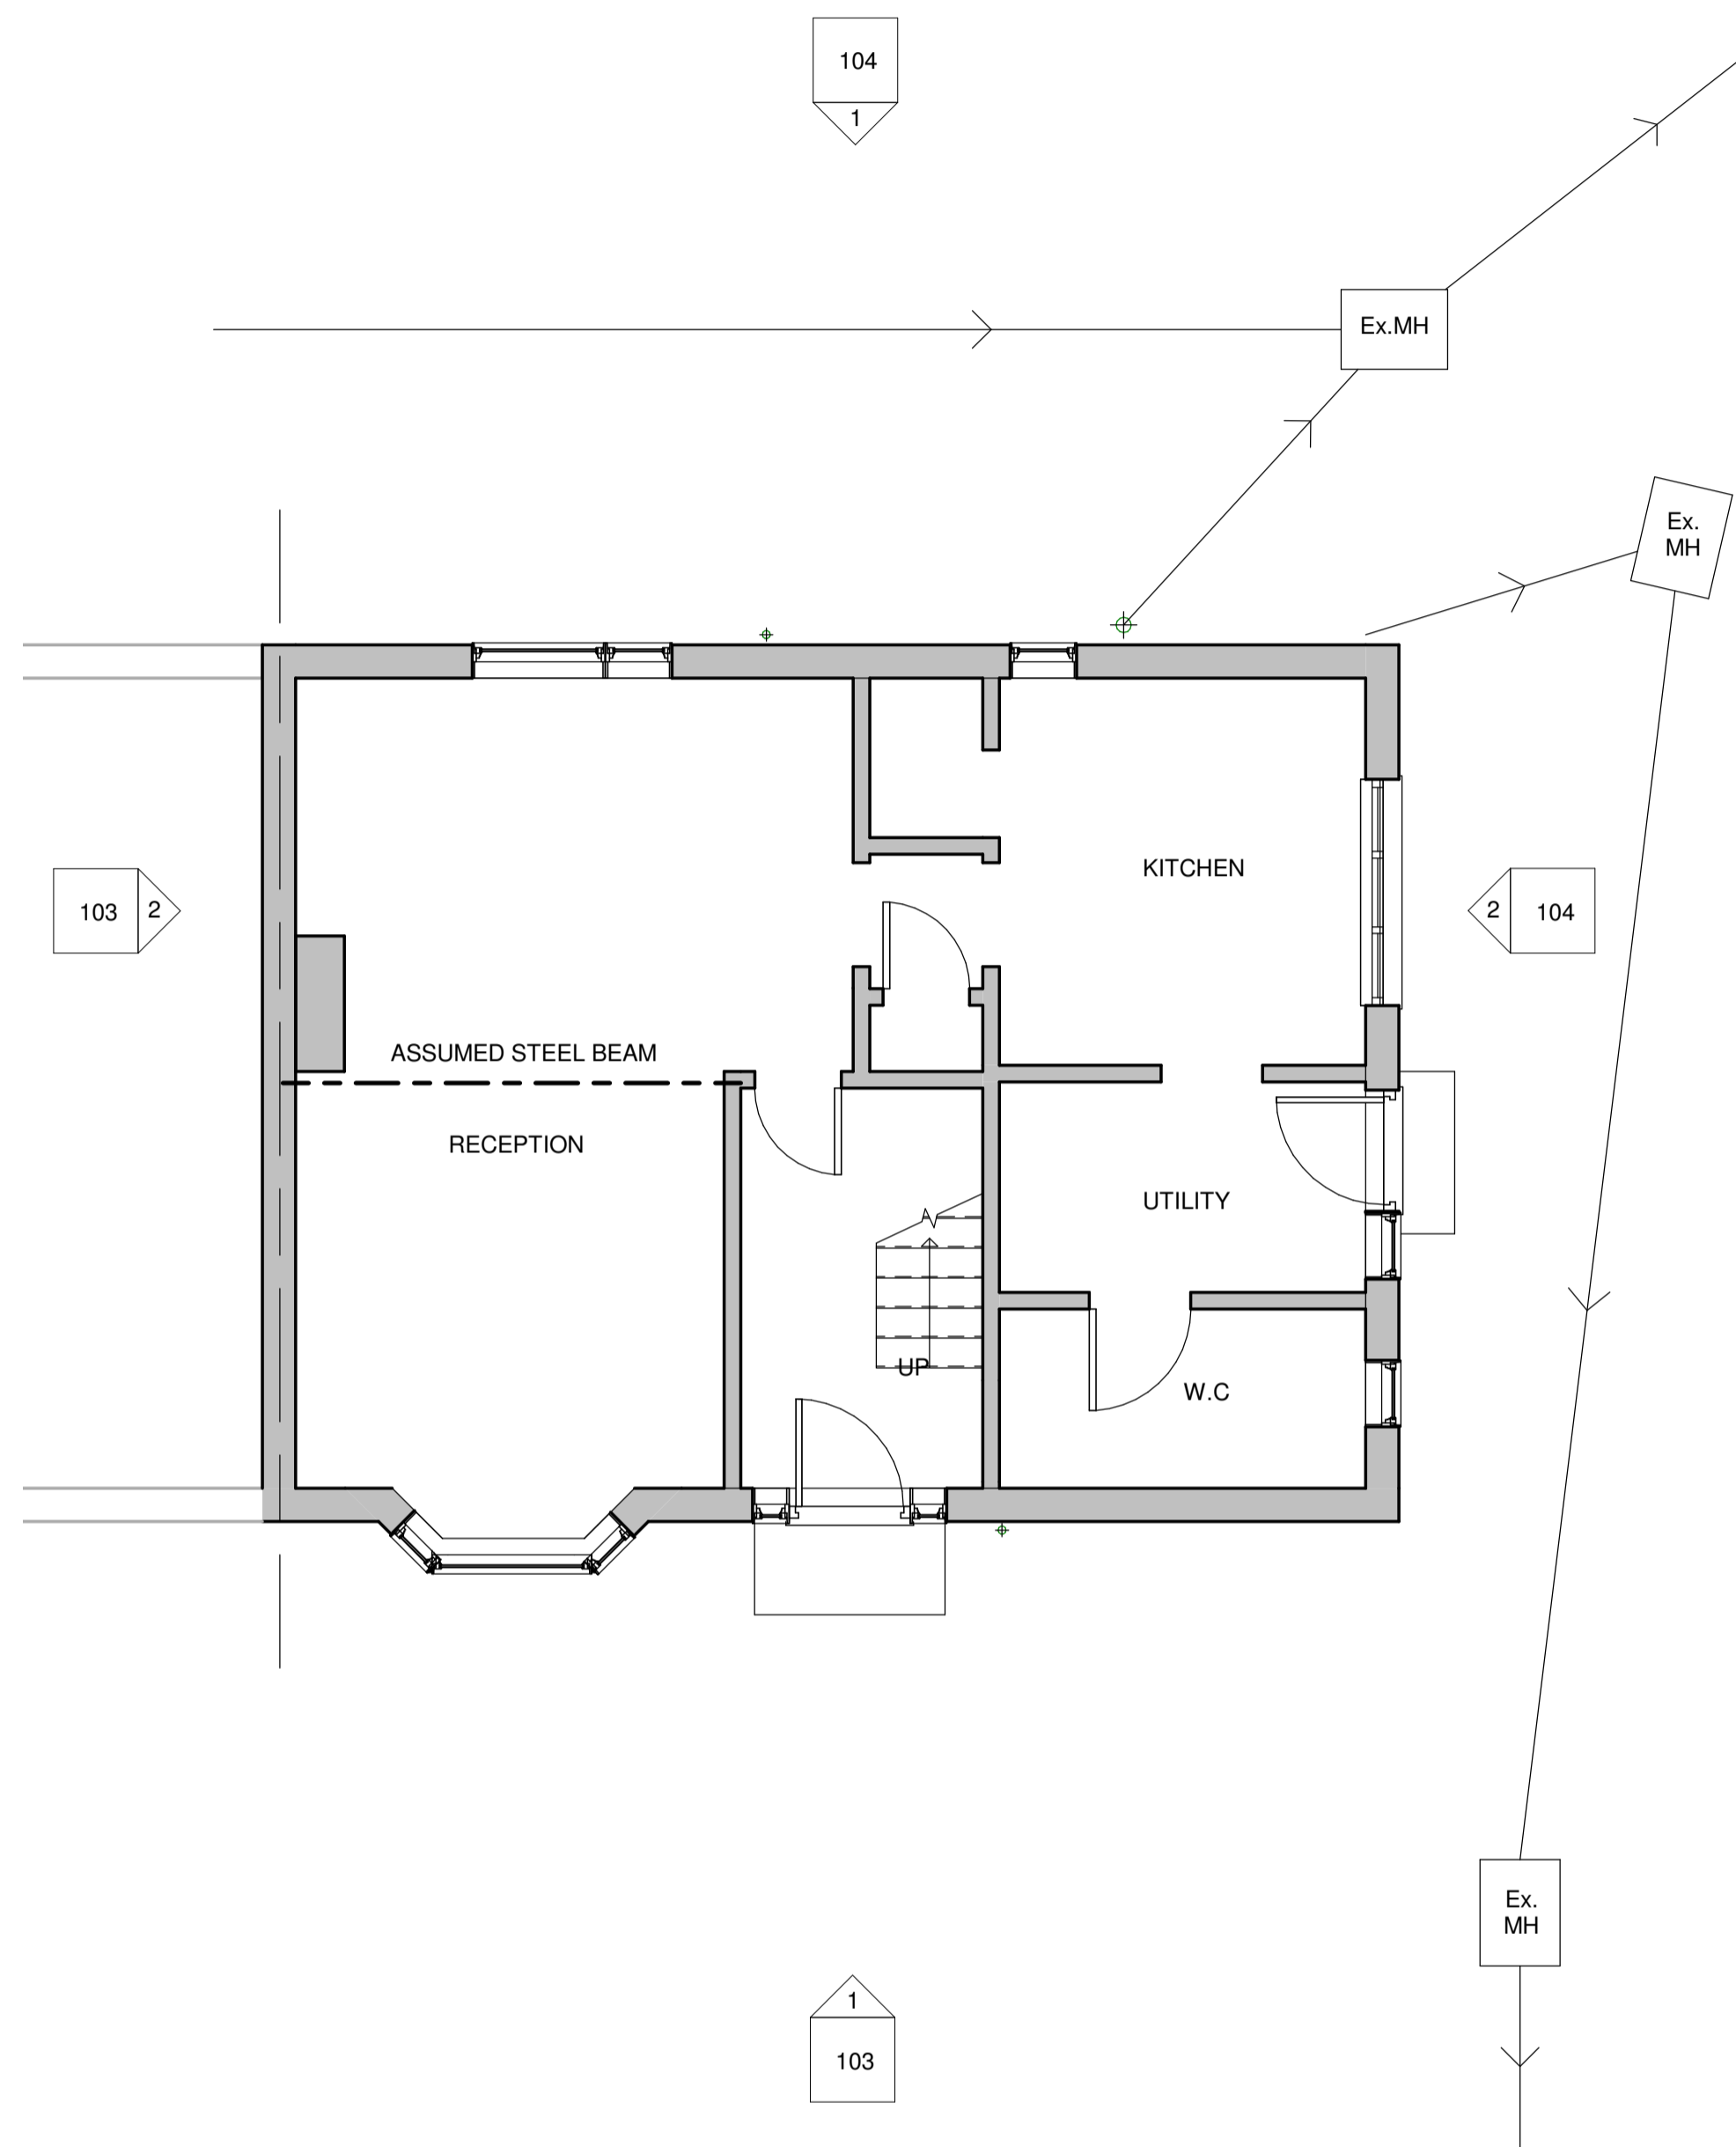 104
1
Ex.MH
Ex.
MH
KITCHEN
103
2
2
104
ASSUMED STEEL BEAM
RECEPTION
UTILITY
UP
W.C
Ex.
MH
1
103